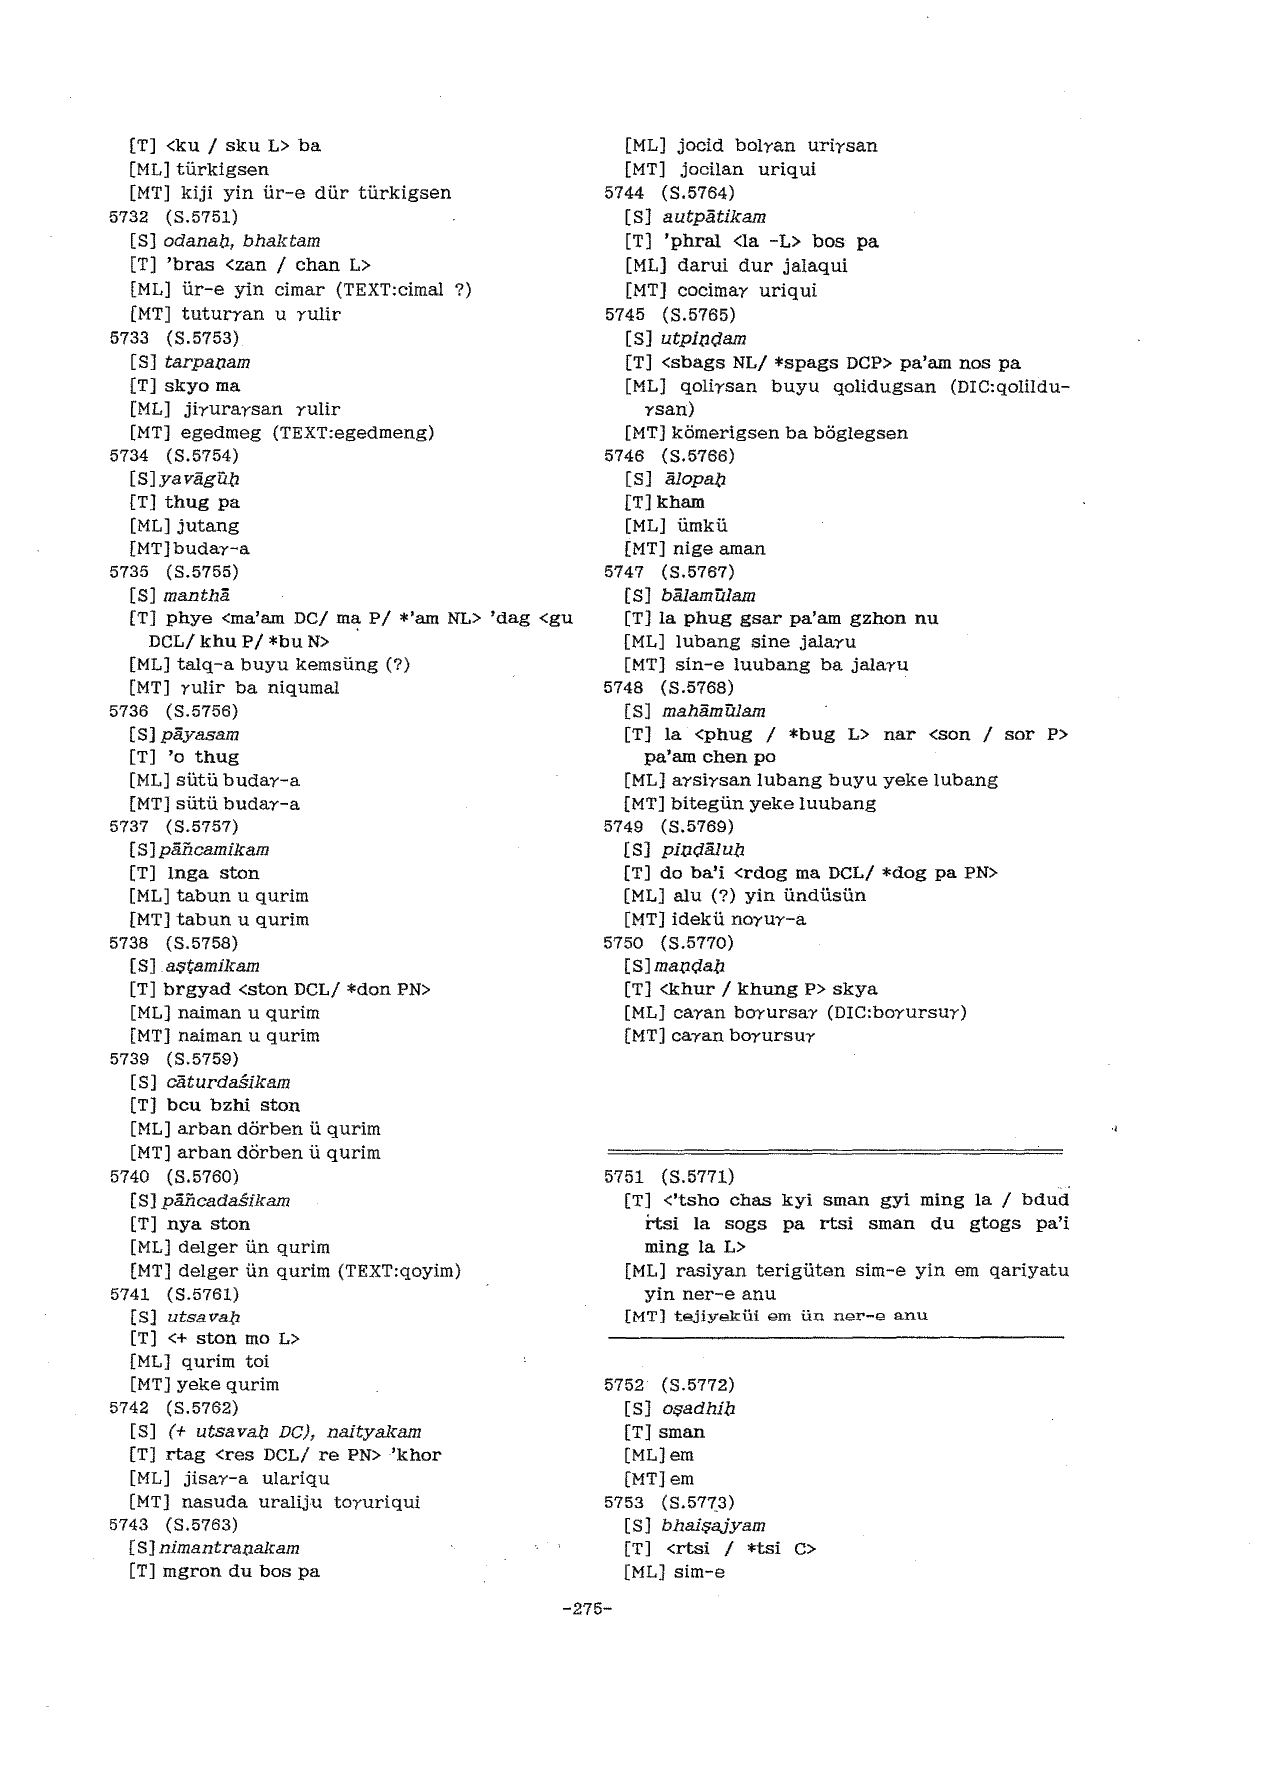 [T] <ku / sku L> ba
[ML] türkigsen
[MT] kiji yin ür-e dür türkigsen
5732 (S.5751)
[S] odanaḥ, bhaktam
[T] 'bras <zan / chan L>
[ML] ür-e yin cimar (TEXT:cimal ?)
[MT] tuturγan u γulir
5733 (S.5753)
[S] tarpaṇam
[T] skyo ma
[ML] jiγuraγsan γulir
[MT] egedmeg (TEXT:egedmeng)
5734 (S.5754)
[S] yavāgūḥ
[T] thug pa
[ML] jutang
[MT] budaγ-a
5735 (S.5755)
[S] manthā
[T] phye <ma'am DC/ ma P/ *'am NL> 'dag <gu
DCL/ khu P/ *bu N>
[ML] talq-a buyu kemsüng (?)
[MT] γulir ba niqumal
5736 (S.5756)
[S] pāyasam
[T] 'o thug
[ML] sütü budaγ-a
[MT] sütü budaγ-a
5737 (S.5757)
[S] pāñcamikam
[T] lnga ston
[ML] tabun u qurim
[MT] tabun u qurim
5738 (S.5758)
[S] aṣṭamikam
[T] brgyad <ston DCL/ *don PN>
[ML] naiman u qurim
[MT] naiman u qurim
5739 (S.5759)
[S] cāturdaśikam
[T] bcu bzhi ston
[ML] arban dörben ü qurim
[MT] arban dörben ü qurim
5740 (S.5760)
[S] pāñcadaśikam
[T] nya ston
[ML] delger ün qurim
[MT] delger ün qurim (TEXT:qoyim)
5741 (S.5761)
[S] utsavaḥ
[T] <+ ston mo L>
[ML] qurim toi
[MT] yeke qurim
5742 (S.5762)
[S] (+ utsavaḥ DC), naityakam
[T] rtag <res DCL/ re PN> 'khor
[ML] jisaγ-a ulariqu
[MT] nasuda uraliju toγuriqui
5743 (S.5763)
[S] nimantraṇakam
[T] mgron du bos pa
[ML] jocid bolγan uriγsan
[MT] jocilan uriqui
5744 (S.5764)
[S] autpātikam
[T] 'phral <la -L> bos pa
[ML] darui dur jalaqui
[MT] cocimaγ uriqui
5745 (S.5765)
[S] utpiṇḍam
[T] <sbags NL/ *spags DCP> pa'am nos pa
[ML] qoliγsan buyu qolidugsan (DIC:qolildu-
γsan)
[MT] kömerigsen ba böglegsen
5746 (S.5766)
[S] ālopaḥ
[T] kham
[ML] ümkü
[MT] nige aman
5747 (S.5767)
[S] bālamūlam
[T] la phug gsar pa'am gzhon nu
[ML] lubang sine jalaγu
[MT] sin-e luubang ba jalaγu
5748 (S.5768)
[S] mahāmūlam
[T] la <phug / *bug L> nar <son / sor P>
pa'am chen po
[ML] aγsiγsan lubang buyu yeke lubang
[MT] bitegün yeke luubang
5749 (S.5769)
[S] piṇḍāluḥ
[T] do ba'i <rdog ma DCL/ *dog pa PN>
[ML] alu (?) yin ündüsün
[MT] idekü noγuγ-a
5750 (S.5770)
[S] maṇḍaḥ
[T] <khur / khung P> skya
[ML] caγan boγursaγ (DIC:boγursuγ)
[MT] caγan boγursuγ
5751 (S.5771)
[T] <'tsho chas kyi sman gyi ming la / bdud
rtsi la sogs pa rtsi sman du gtogs pa'i
ming la L>
[ML] rasiyan terigüten sim-e yin em qariyatu
yin ner-e anu
[MT] tejiyeküi em ün ner-e anu
5752 (S.5772)
[S] oṣadhiḥ
[T] sman
[ML] em
[MT] em
5753 (S.5773)
[S] bhaiṣajyam
[T] <rtsi / *tsi C>
[ML] sim-e
-275-